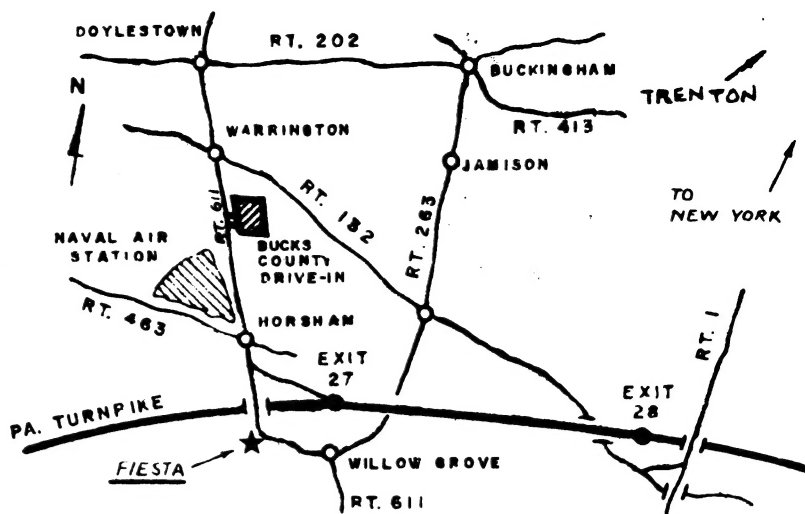 DOYLESTOWN
RT. 202
BUCKINGHAM
N
TRENTON
RT. 413
WARRINGTON
JAMISON
RT. 611
RT. 132
RT. 263
TO
NEW YORK
NAVAL AIR
STATION
BUCKS
COUNTY
DRIVE-IN
RT. 463
HORSHAM
RT. 1
EXIT
27
EXIT
28
PA. TURNPIKE
FIESTA
WILLOW GROVE
RT. 611